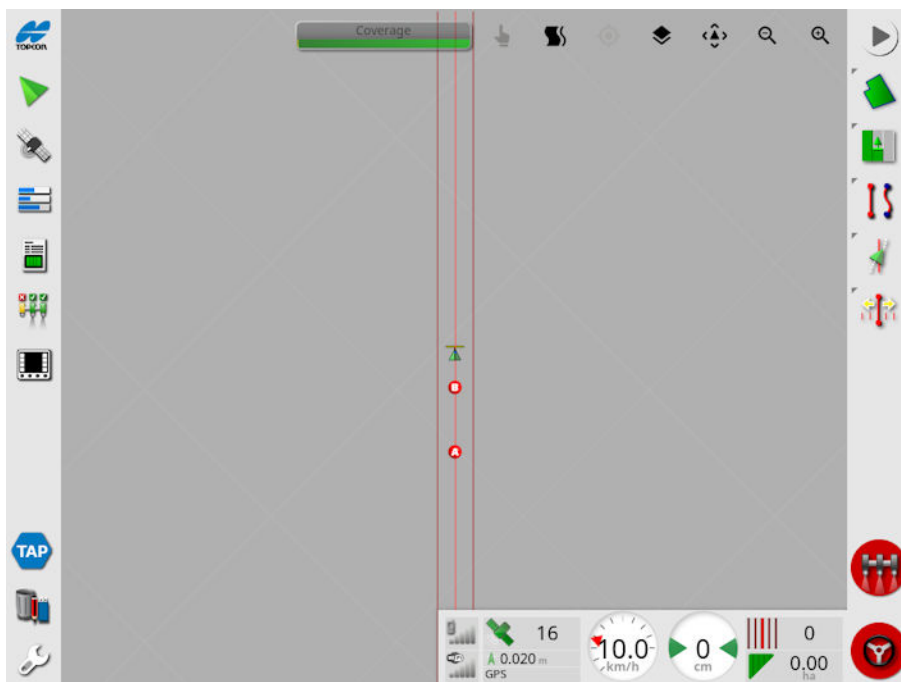 TOPCON
Coverage
B
A
TAP
16
0.020 m
GPS
10.0
km/h
0
cm
0
0.00
ha